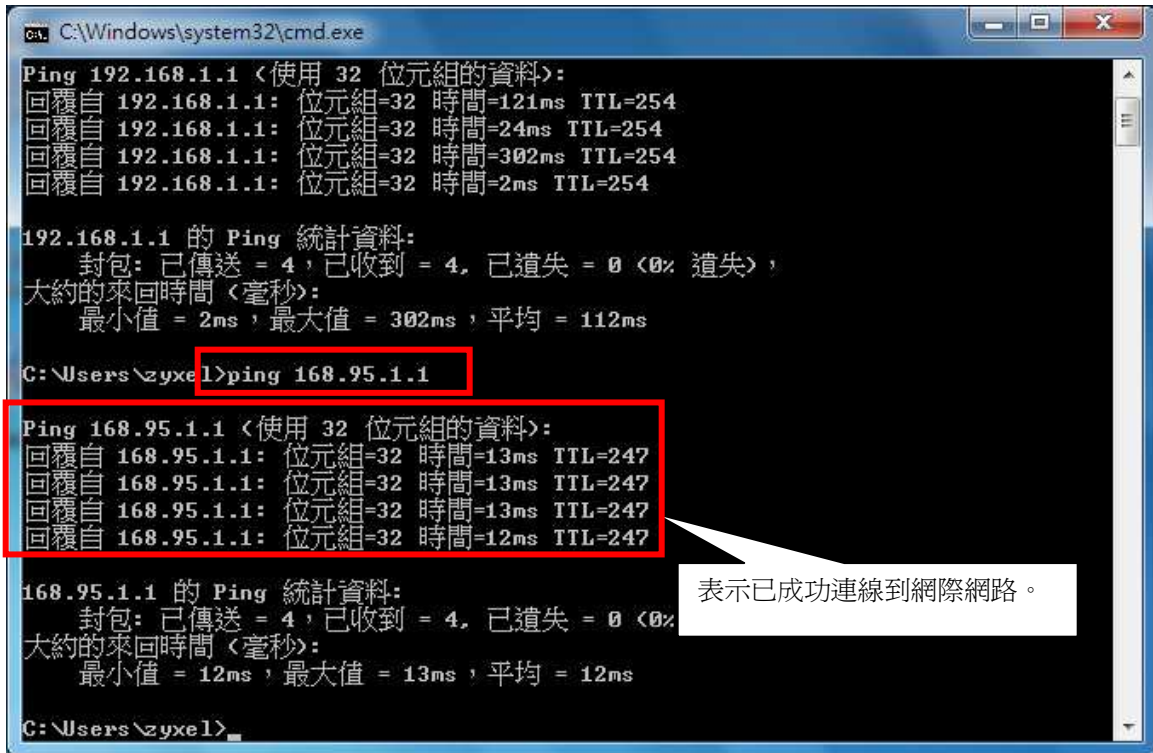 C:\Windows\system32\cmd.exe
Ping 192.168.1.1 (使用 32 位元組的資料):
回覆自 192.168.1.1: 位元組=32 時間=121ms TTL=254
回覆自 192.168.1.1: 位元組=32 時間=24ms TTL=254
回覆自 192.168.1.1: 位元組=32 時間=302ms TTL=254
回覆自 192.168.1.1: 位元組=32 時間=2ms TTL=254
192.168.1.1 的 Ping 統計資料:
封包: 已傳送 = 4，已收到 = 4, 已遺失 = 0 (0% 遺失)，
大約的來回時間 (毫秒):
最小值 = 2ms，最大值 = 302ms，平均 = 112ms
C:\Users\zyxel>ping 168.95.1.1
Ping 168.95.1.1 (使用 32 位元組的資料):
回覆自 168.95.1.1: 位元組=32 時間=13ms TTL=247
回覆自 168.95.1.1: 位元組=32 時間=13ms TTL=247
回覆自 168.95.1.1: 位元組=32 時間=13ms TTL=247
回覆自 168.95.1.1: 位元組=32 時間=12ms TTL=247
表示已成功連線到網際網路。
168.95.1.1 的 Ping 統計資料:
封包: 已傳送 = 4，已收到 = 4, 已遺失 = 0 (0%
大約的來回時間 (毫秒):
最小值 = 12ms，最大值 = 13ms，平均 = 12ms
C:\Users\zyxel>_